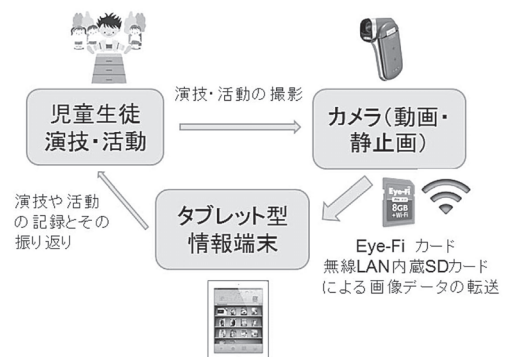 児童生徒
演技・活動
演技・活動の撮影
カメラ（動画・
静止画）
Eye-Fi
8GB
+Wi-Fi
Eye-Fi カード
無線LAN内蔵SDカード
による画像データの転送
タブレット型
情報端末
演技や活動
の記録とその
振り返り